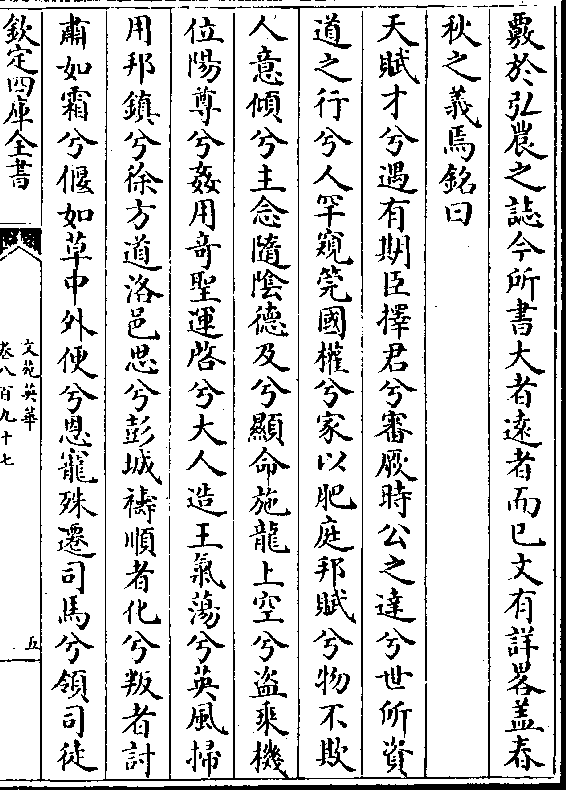 覈於弘農之誌今所書大者逺者而已文有詳畧盖春
秋之義焉銘曰
天賦才兮遇有期臣擇君兮審厥時公之達兮世所資
道之行兮人罕窺筦國權兮家以肥庭邦賦兮物不欺
人意傾兮主念隨隂德及兮顯命施龍上空兮盗乘機
位陽尊兮姦用竒聖運啓兮大人造王氣蕩兮英風掃
用邦鎮兮徐方道洛邑思兮彭城禱順者化兮叛者討
肅如霜兮偃如草中外便兮恩寵殊遷司馬兮領司徒
欽定四庫全書
文苑英華
卷八百九十七
五